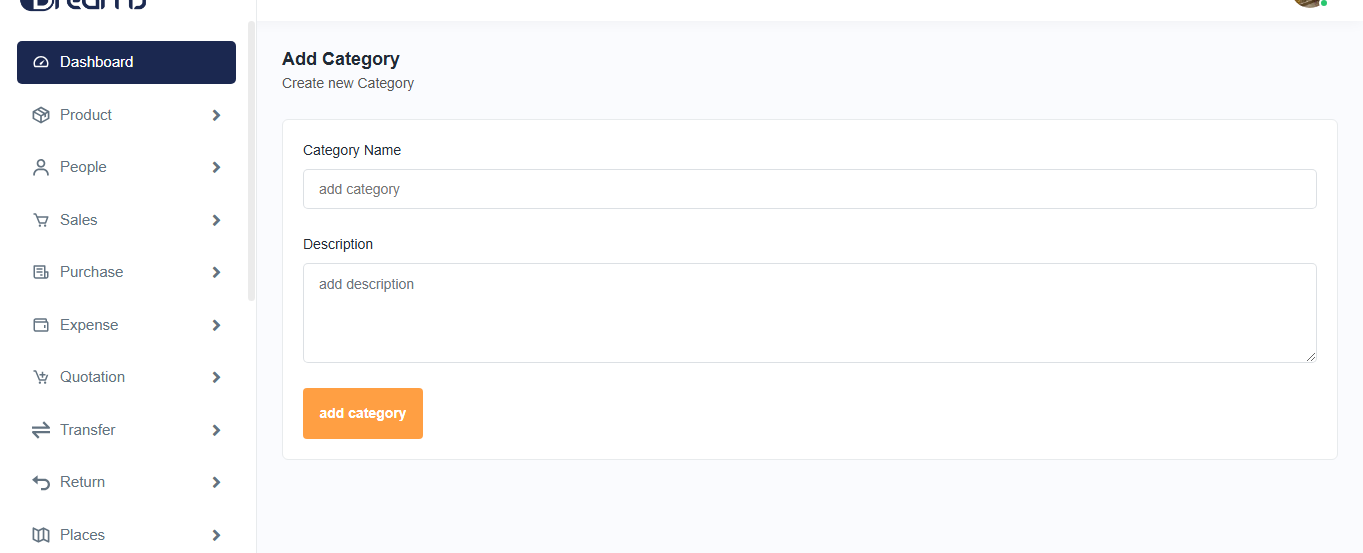 Dashboard
Product
People
Sales
Purchase
Expense
Quotation
Transfer
Return
Places
Add Category
Create new Category
Category Name
add category
Description
add description
add category